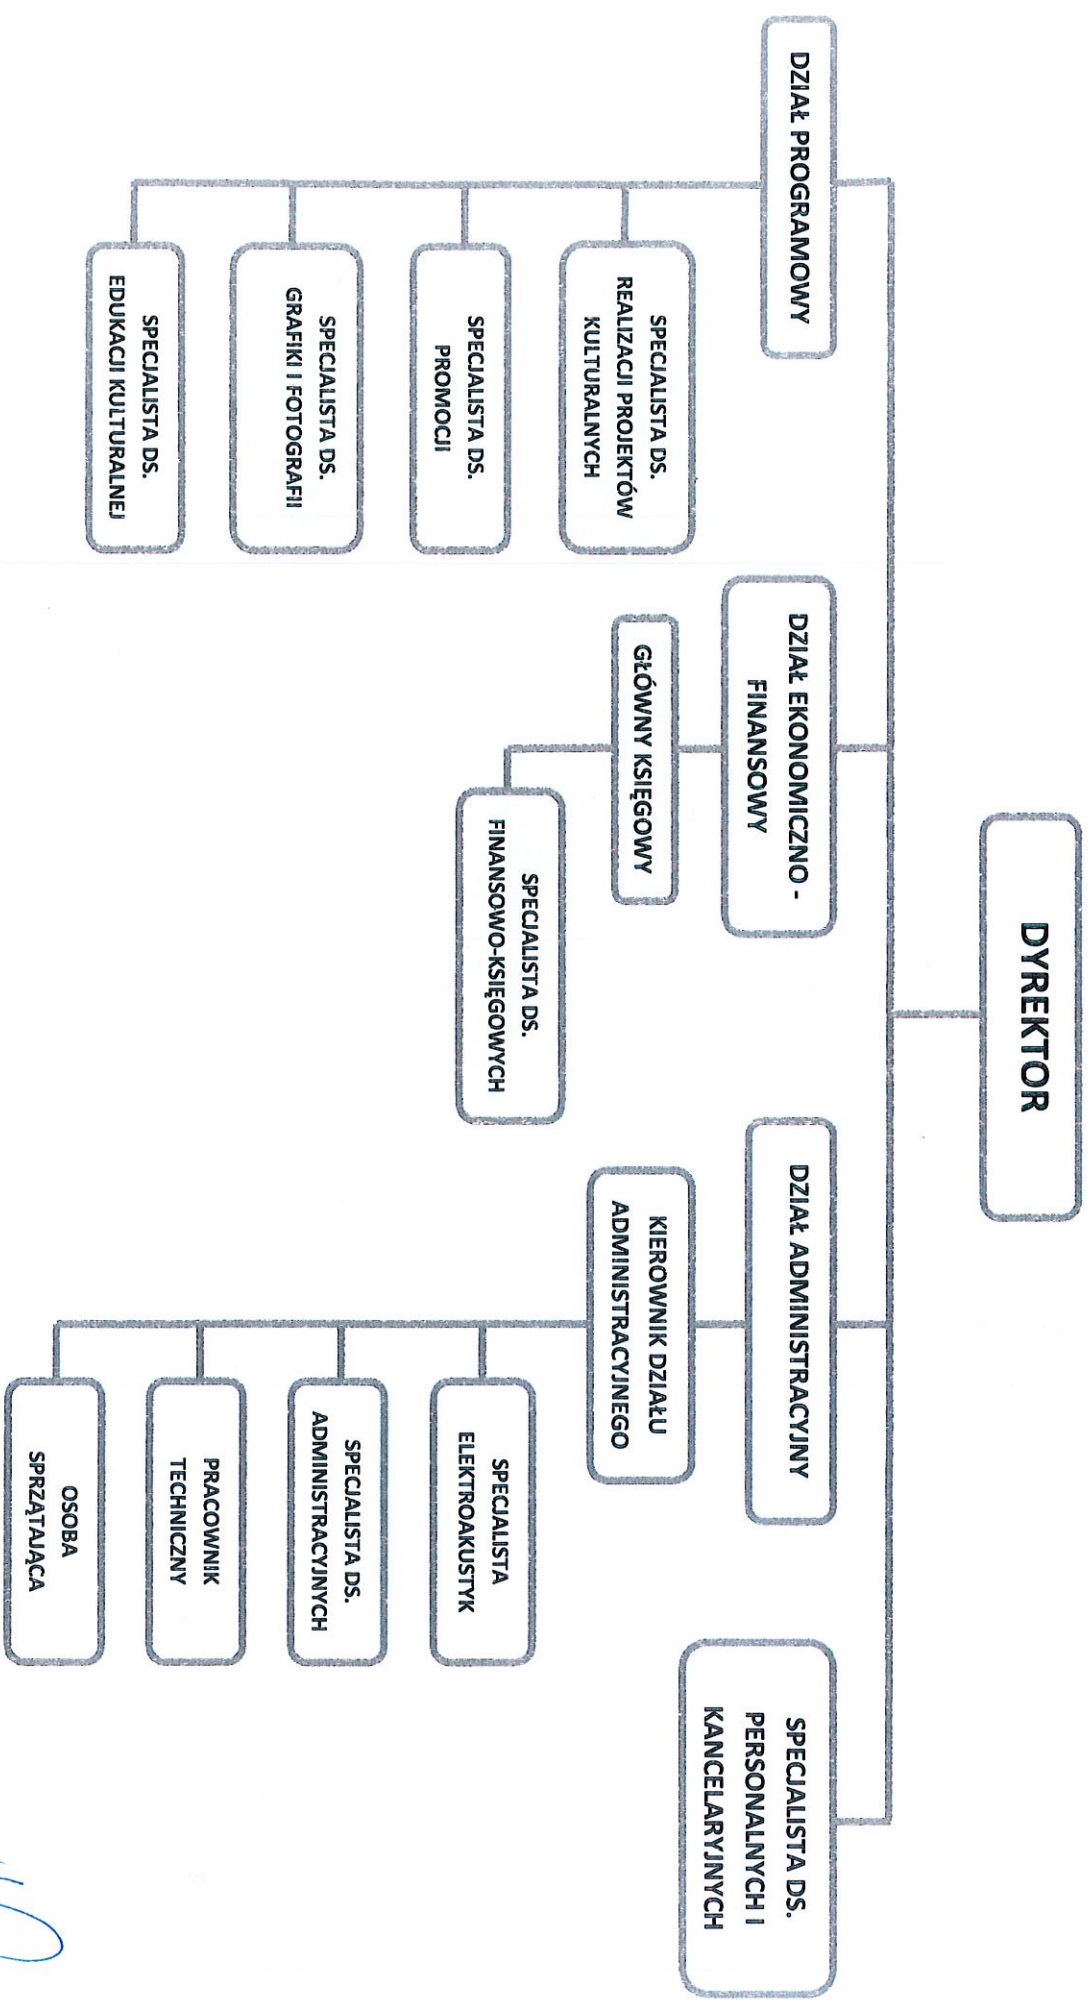 DYREKTOR
DZIAŁ PROGRAMOWY
SPECJALISTA DS.
REALIZACJI PROJEKTÓW
KULTURALNYCH
SPECJALISTA DS.
PROMOCJI
SPECJALISTA DS.
GRAFIKI I FOTOGRAFII
SPECJALISTA DS.
EDUKACJI KULTURALNEJ
DZIAŁ EKONOMICZNO -
FINANSOWY
GŁÓWNY KSIĘGOWY
SPECJALISTA DS.
FINANSOWO-KSIĘGOWYCH
DZIAŁ ADMINISTRACYJNY
KIEROWNIK DZIAŁU
ADMINISTRACYJNEGO
SPECJALISTA
ELEKTROAKUSTYK
SPECJALISTA DS.
ADMINISTRACYJNYCH
PRACOWNIK
TECHNICZNY
OSOBA
SPRZĄTAJĄCA
SPECJALISTA DS.
PERSONALNYCH I
KANCELARYJNYCH